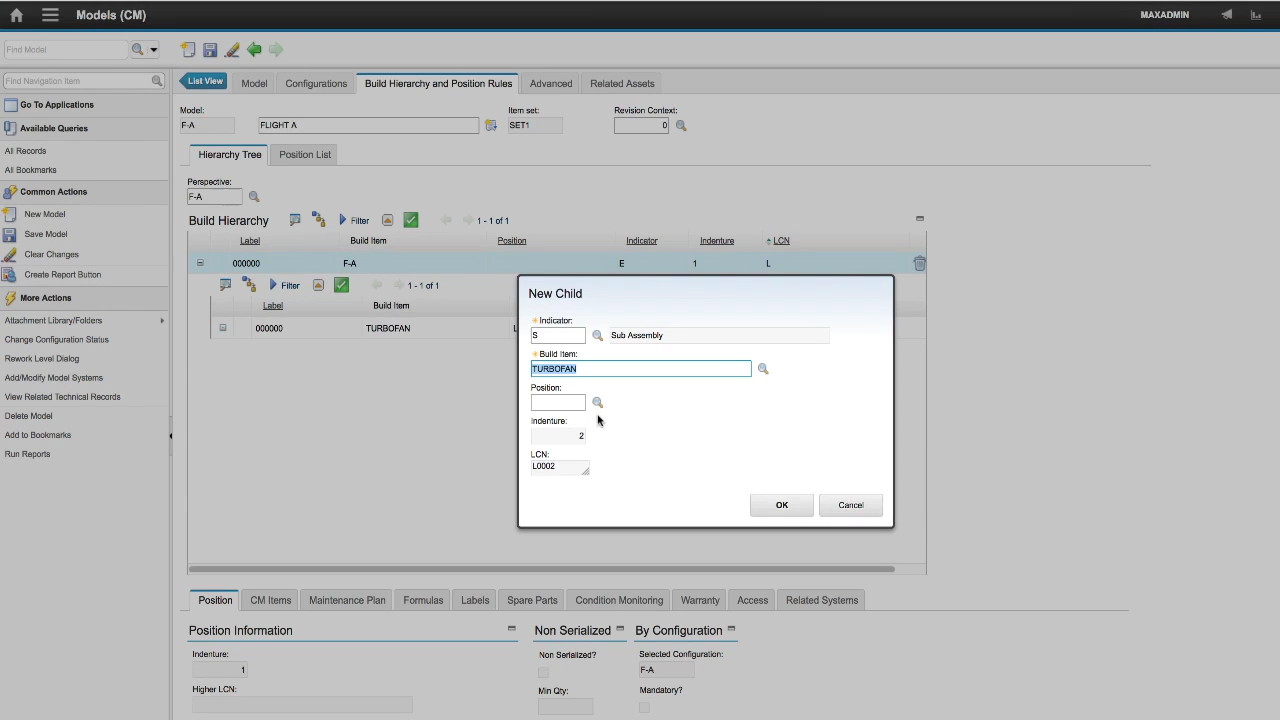 Models (CM)
MAXADMIN
Find Model
Find Navigation Item
Go To Applications
Available Queries
All Records
All Bookmarks
Common Actions
New Model
Save Model
Clear Changes
Create Report Button
More Actions
Attachment Library/Folders
Change Configuration Status
Rework Level Dialog
Add/Modify Model Systems
View Related Technical Records
Delete Model
Add to Bookmarks
Run Reports
List View
Model
Configurations
Build Hierarchy and Position Rules
Advanced
Related Assets
Model:
Item set:
Revision Context:
F-A
FLIGHT A
SET1
0
Hierarchy Tree
Position List
Perspective:
F-A
Build Hierarchy
Filter
1 - 1 of 1
Label
Build Item
Position
Indicator
Indenture
LCN
000000
F-A
E
1
L
Filter
1 - 1 of 1
Label
Build Item
000000
TURBOFAN
New Child
Indicator:
S
Sub Assembly
Build Item:
TURBOFAN
Position:
Indenture:
2
LCN:
L0002
OK
Cancel
Position
CM Items
Maintenance Plan
Formulas
Labels
Spare Parts
Condition Monitoring
Warranty
Access
Related Systems
Position Information
Non Serialized
By Configuration
Indenture:
1
Higher LCN:
Non Serialized?
Min Qty:
Selected Configuration:
F-A
Mandatory?